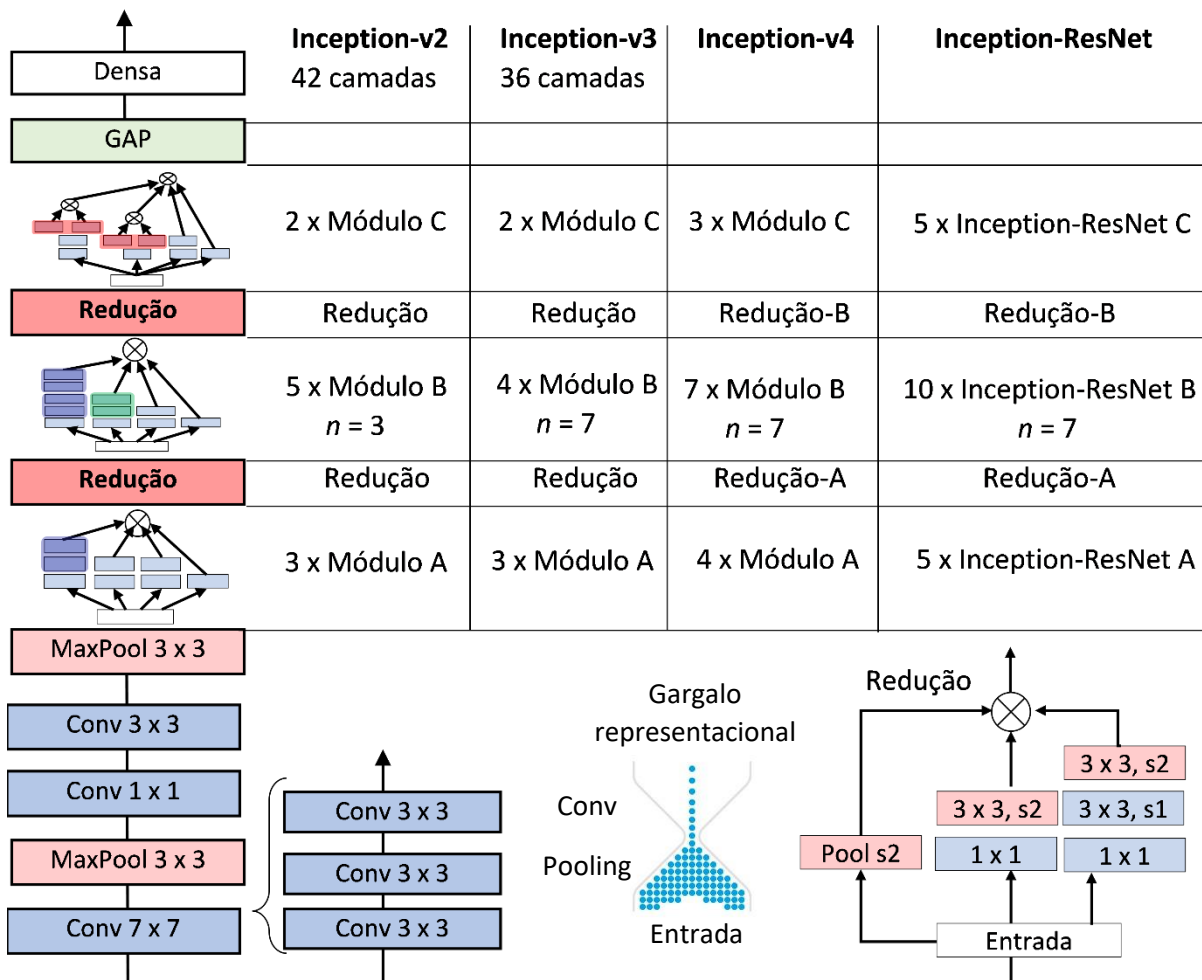 Inception-v2
Inception-v3
Inception-v4
Inception-ResNet
42 camadas
36 camadas
Densa
GAP
2 x Módulo C
2 x Módulo C
3 x Módulo C
5 x Inception-ResNet C
Redução
Redução
Redução
Redução-B
Redução-B
5 x Módulo B
n = 3
4 x Módulo B
n = 7
7 x Módulo B
n = 7
10 x Inception-ResNet B
n = 7
Redução
Redução
Redução
Redução-A
Redução-A
3 x Módulo A
3 x Módulo A
4 x Módulo A
5 x Inception-ResNet A
MaxPool 3 x 3
Conv 3 x 3
Conv 1 x 1
MaxPool 3 x 3
Conv 7 x 7
Conv 3 x 3
Conv 3 x 3
Conv 3 x 3
Gargalo
representacional
Conv
Pooling
Entrada
Redução
3 x 3, s2
3 x 3, s2
3 x 3, s1
Pool s2
1 x 1
1 x 1
Entrada